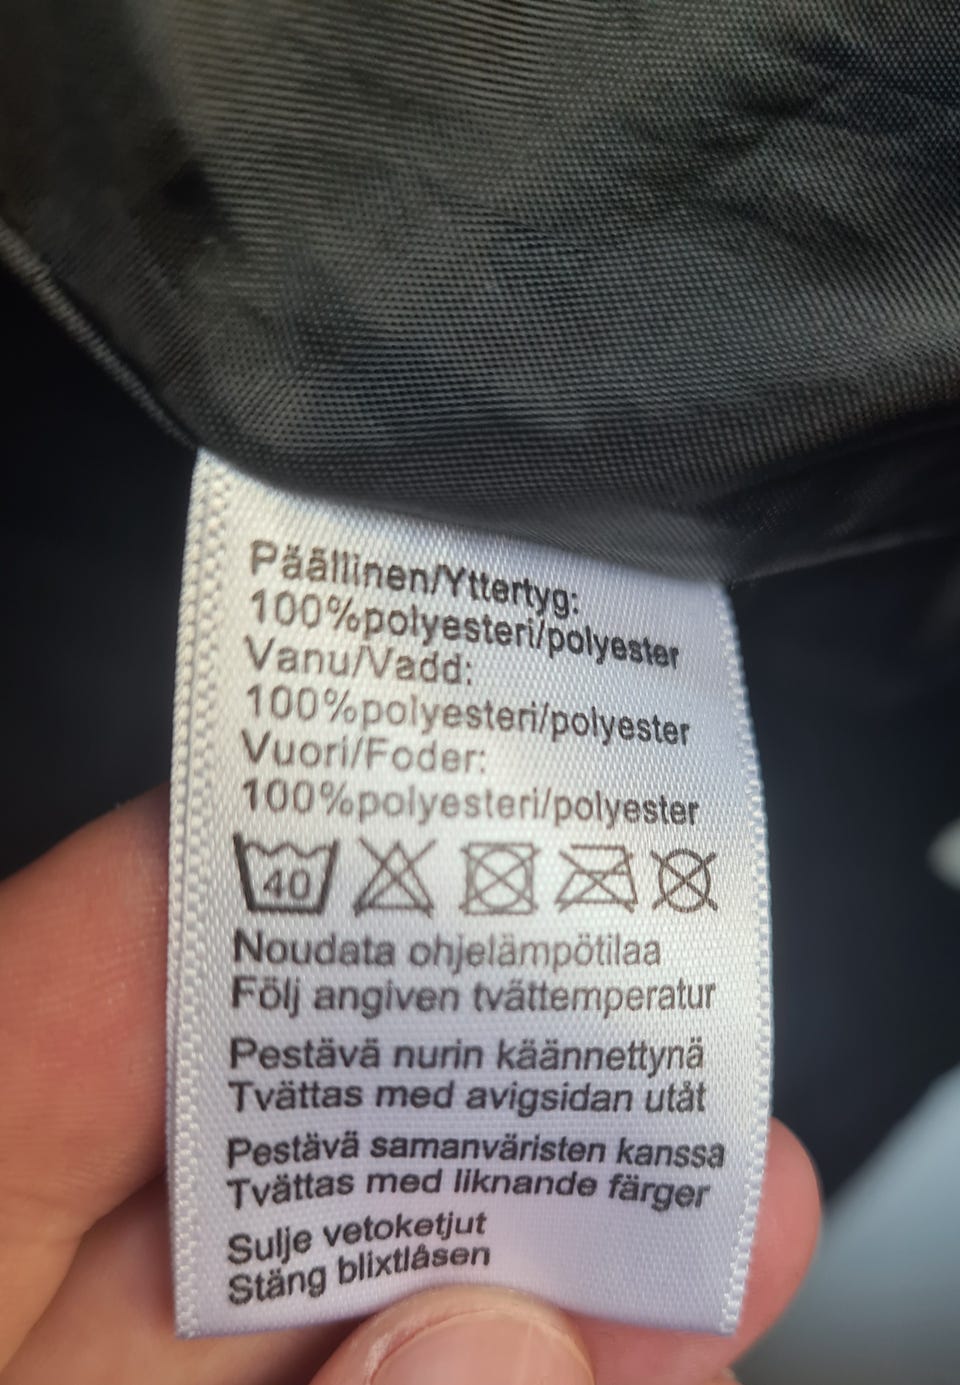 Päällinen/Yttertyg:
100%polyesteri/polyester
Vanu/Vadd:
100%polyesteri/polyester
Vuori/Foder:
100%polyesteri/polyester
40
Noudata ohjelämpötilaa
Följ angiven tvättemperatur
Pestävä nurin käännettynä
Tvättas med avigsidan utåt
Pestävä samanväristen kanssa
Tvättas med liknande färger
Sulje vetoketjut
Stäng blixtlåsen